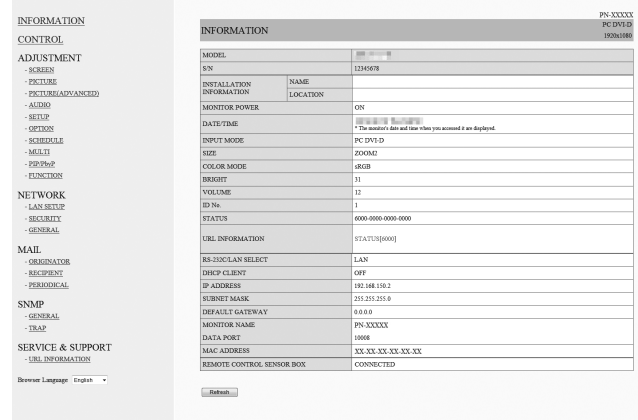 PN-XXXXX
PC DVI-D
1920x1080
INFORMATION
CONTROL
ADJUSTMENT
- SCREEN
- PICTURE
- PICTURE(ADVANCED)
- AUDIO
- SETUP
- OPTION
- SCHEDULE
- MULTI
- PIP/PbyP
- FUNCTION
NETWORK
- LAN SETUP
- SECURITY
- GENERAL
MAIL
- ORIGINATOR
- RECIPIENT
- PERIODICAL
SNMP
- GENERAL
- TRAP
SERVICE & SUPPORT
- URL INFORMATION
Browser Language English
INFORMATION
MODEL
S/N 12345678
INSTALLATION INFORMATION
NAME
LOCATION
MONITOR POWER ON
DATE/TIME
* The monitor's date and time when you accessed it are displayed.
INPUT MODE PC DVI-D
SIZE ZOOM2
COLOR MODE sRGB
BRIGHT 31
VOLUME 12
ID No. 1
STATUS 6000-0000-0000-0000
URL INFORMATION STATUS[6000]
RS-232C/LAN SELECT LAN
DHCP CLIENT OFF
IP ADDRESS 192.168.150.2
SUBNET MASK 255.255.255.0
DEFAULT GATEWAY 0.0.0.0
MONITOR NAME PN-XXXXX
DATA PORT 10008
MAC ADDRESS XX-XX-XX-XX-XX-XX
REMOTE CONTROL SENSOR BOX CONNECTED
Refresh